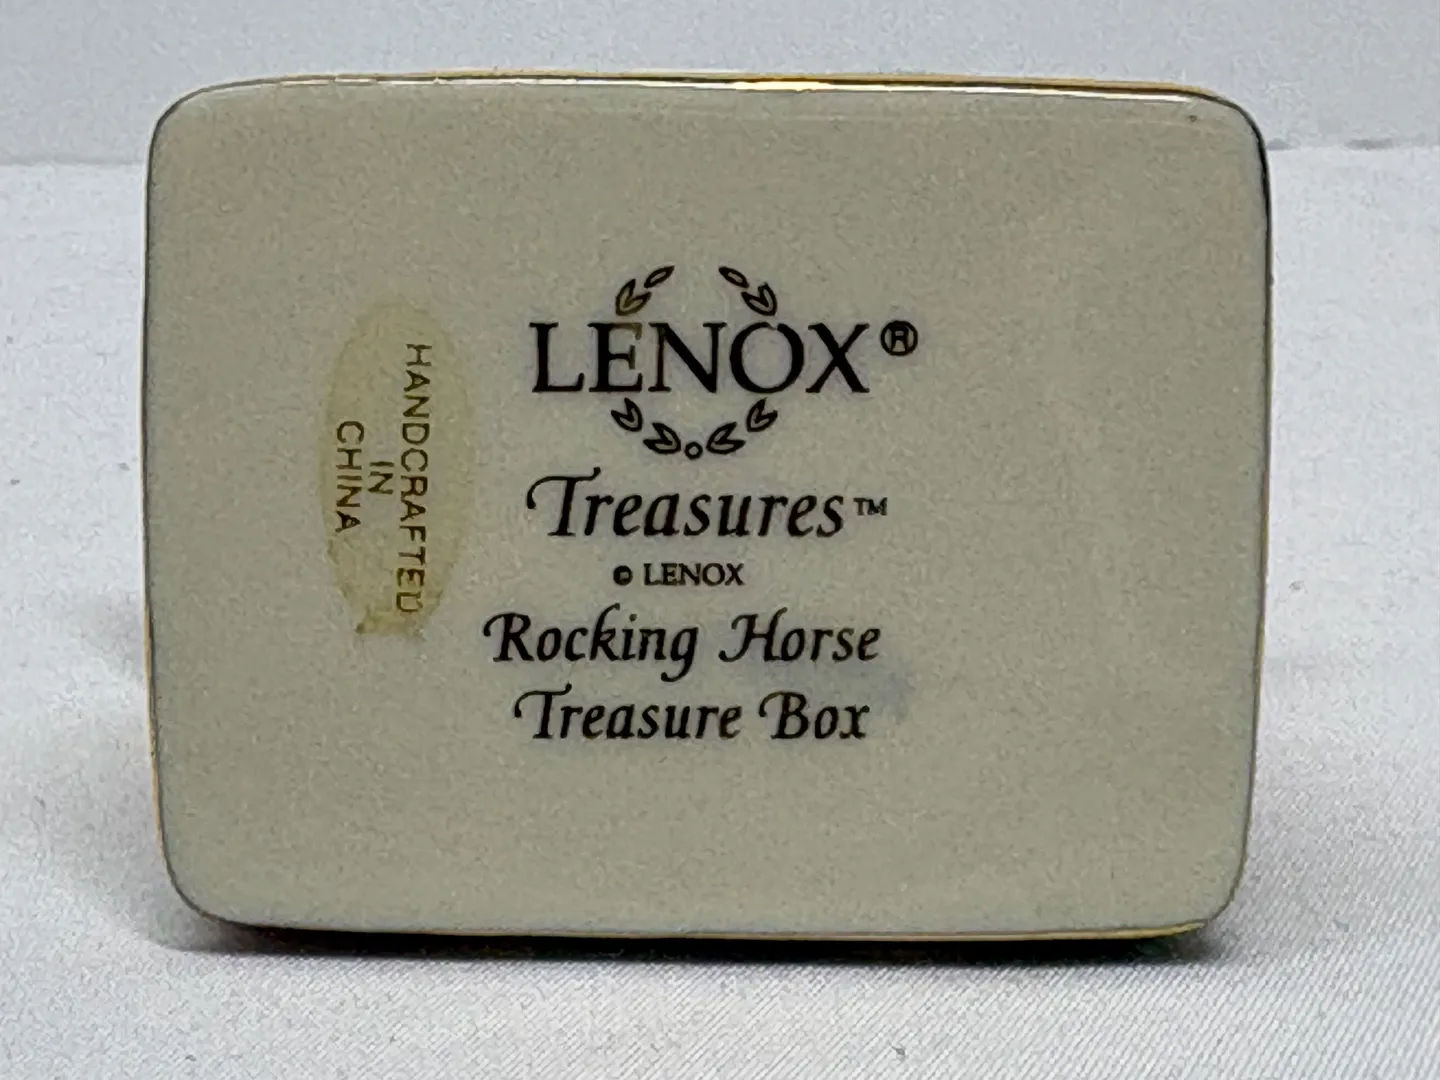 LENOX®
Treasures™
© LENOX
Rocking Horse
Treasure Box
HANDCRAFTED
IN
CHINA